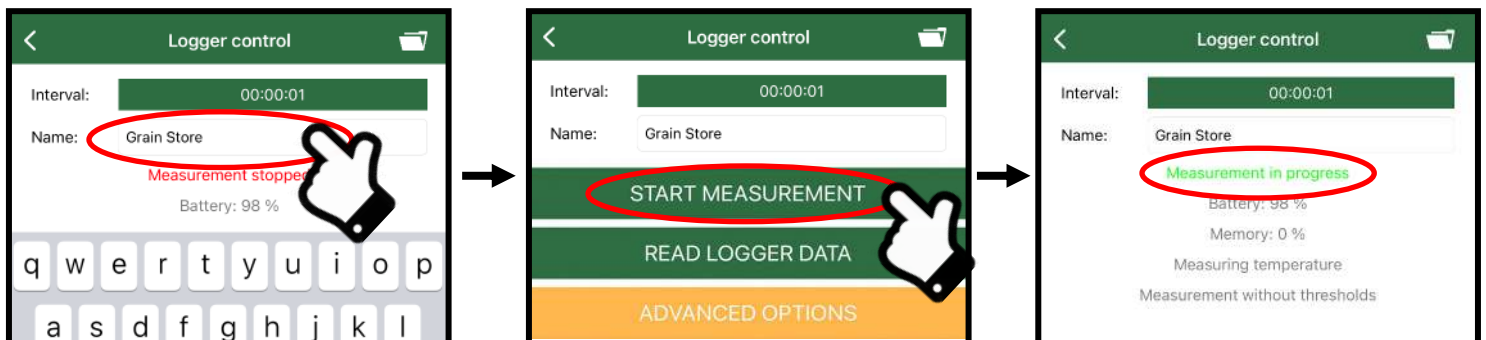 Logger control
Interval: 00:00:01
Name: Grain Store
Measurement stopped
Battery: 98 %
q w e r t y u i o p
a s d f g h j k l
Logger control
Interval: 00:00:01
Name: Grain Store
START MEASUREMENT
READ LOGGER DATA
ADVANCED OPTIONS
Logger control
Interval: 00:00:01
Name: Grain Store
Measurement in progress
Battery: 98 %
Memory: 0 %
Measuring temperature
Measurement without thresholds